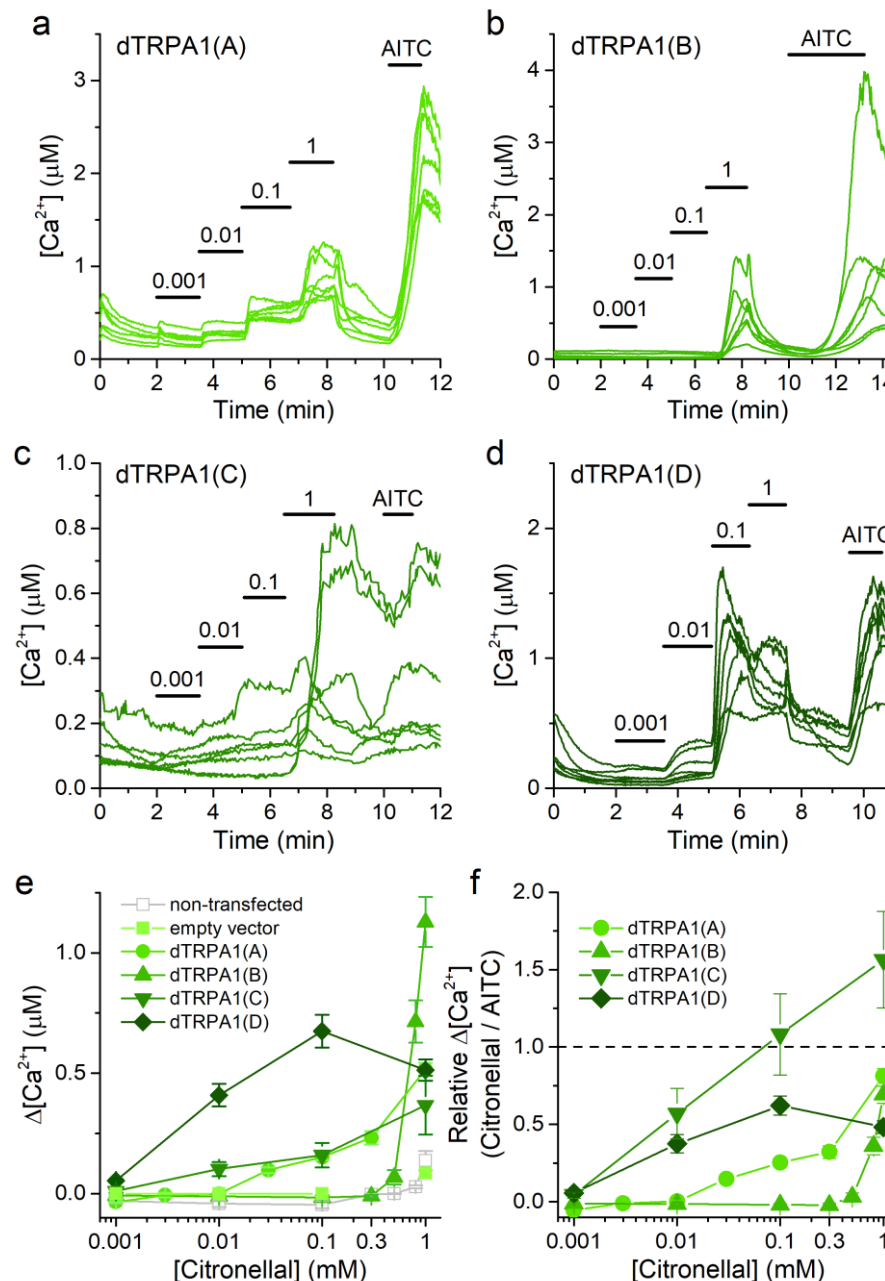 a
dTRPA1(A)
AITC
1
0.1
0.01
0.001
3
2
1
0
[Ca²⁺] (μM)
0 2 4 6 8 10 12
Time (min)
b
dTRPA1(B)
AITC
1
0.1
0.01
0.001
4
2
0
[Ca²⁺] (μM)
0 2 4 6 8 10 12 14
Time (min)
c
dTRPA1(C)
1
AITC
0.1
0.01
0.001
1.0
0.8
0.6
0.4
0.2
0.0
[Ca²⁺] (μM)
0 2 4 6 8 10 12
Time (min)
d
dTRPA1(D)
1
0.1
AITC
0.01
0.001
2
1
0
[Ca²⁺] (μM)
0 2 4 6 8 10
Time (min)
e
non-transfected
empty vector
dTRPA1(A)
dTRPA1(B)
dTRPA1(C)
dTRPA1(D)
1.0
0.5
0.0
Δ[Ca²⁺] (μM)
0.001 0.01 0.1 0.3 1
[Citronellal] (mM)
f
dTRPA1(A)
dTRPA1(B)
dTRPA1(C)
dTRPA1(D)
2.0
1.5
1.0
0.5
0.0
Relative Δ[Ca²⁺]
(Citronellal / AITC)
0.001 0.01 0.1 0.3 1
[Citronellal] (mM)